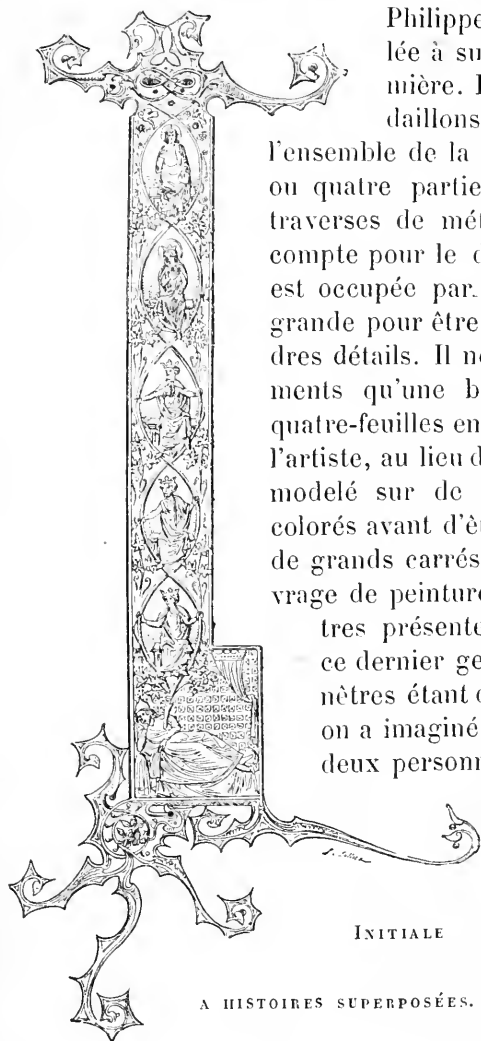 Philippe
lée à su
mière.
daillons
l'ensemble de la
ou quatre partie
traverses de mét
compte pour le
est occupée par
grande pour être
dres détails. Il n
ments qu'une b
quatre-feuilles en
l'artiste, au lieu d
modelé sur de
colorés avant d'ê
de grands carrés
vrage de peinture
tres présente
ce dernier ge
nètres étant
on a imaginé
deux personn
INITIALE
A HISTOIRES SUPERPOSÉES.